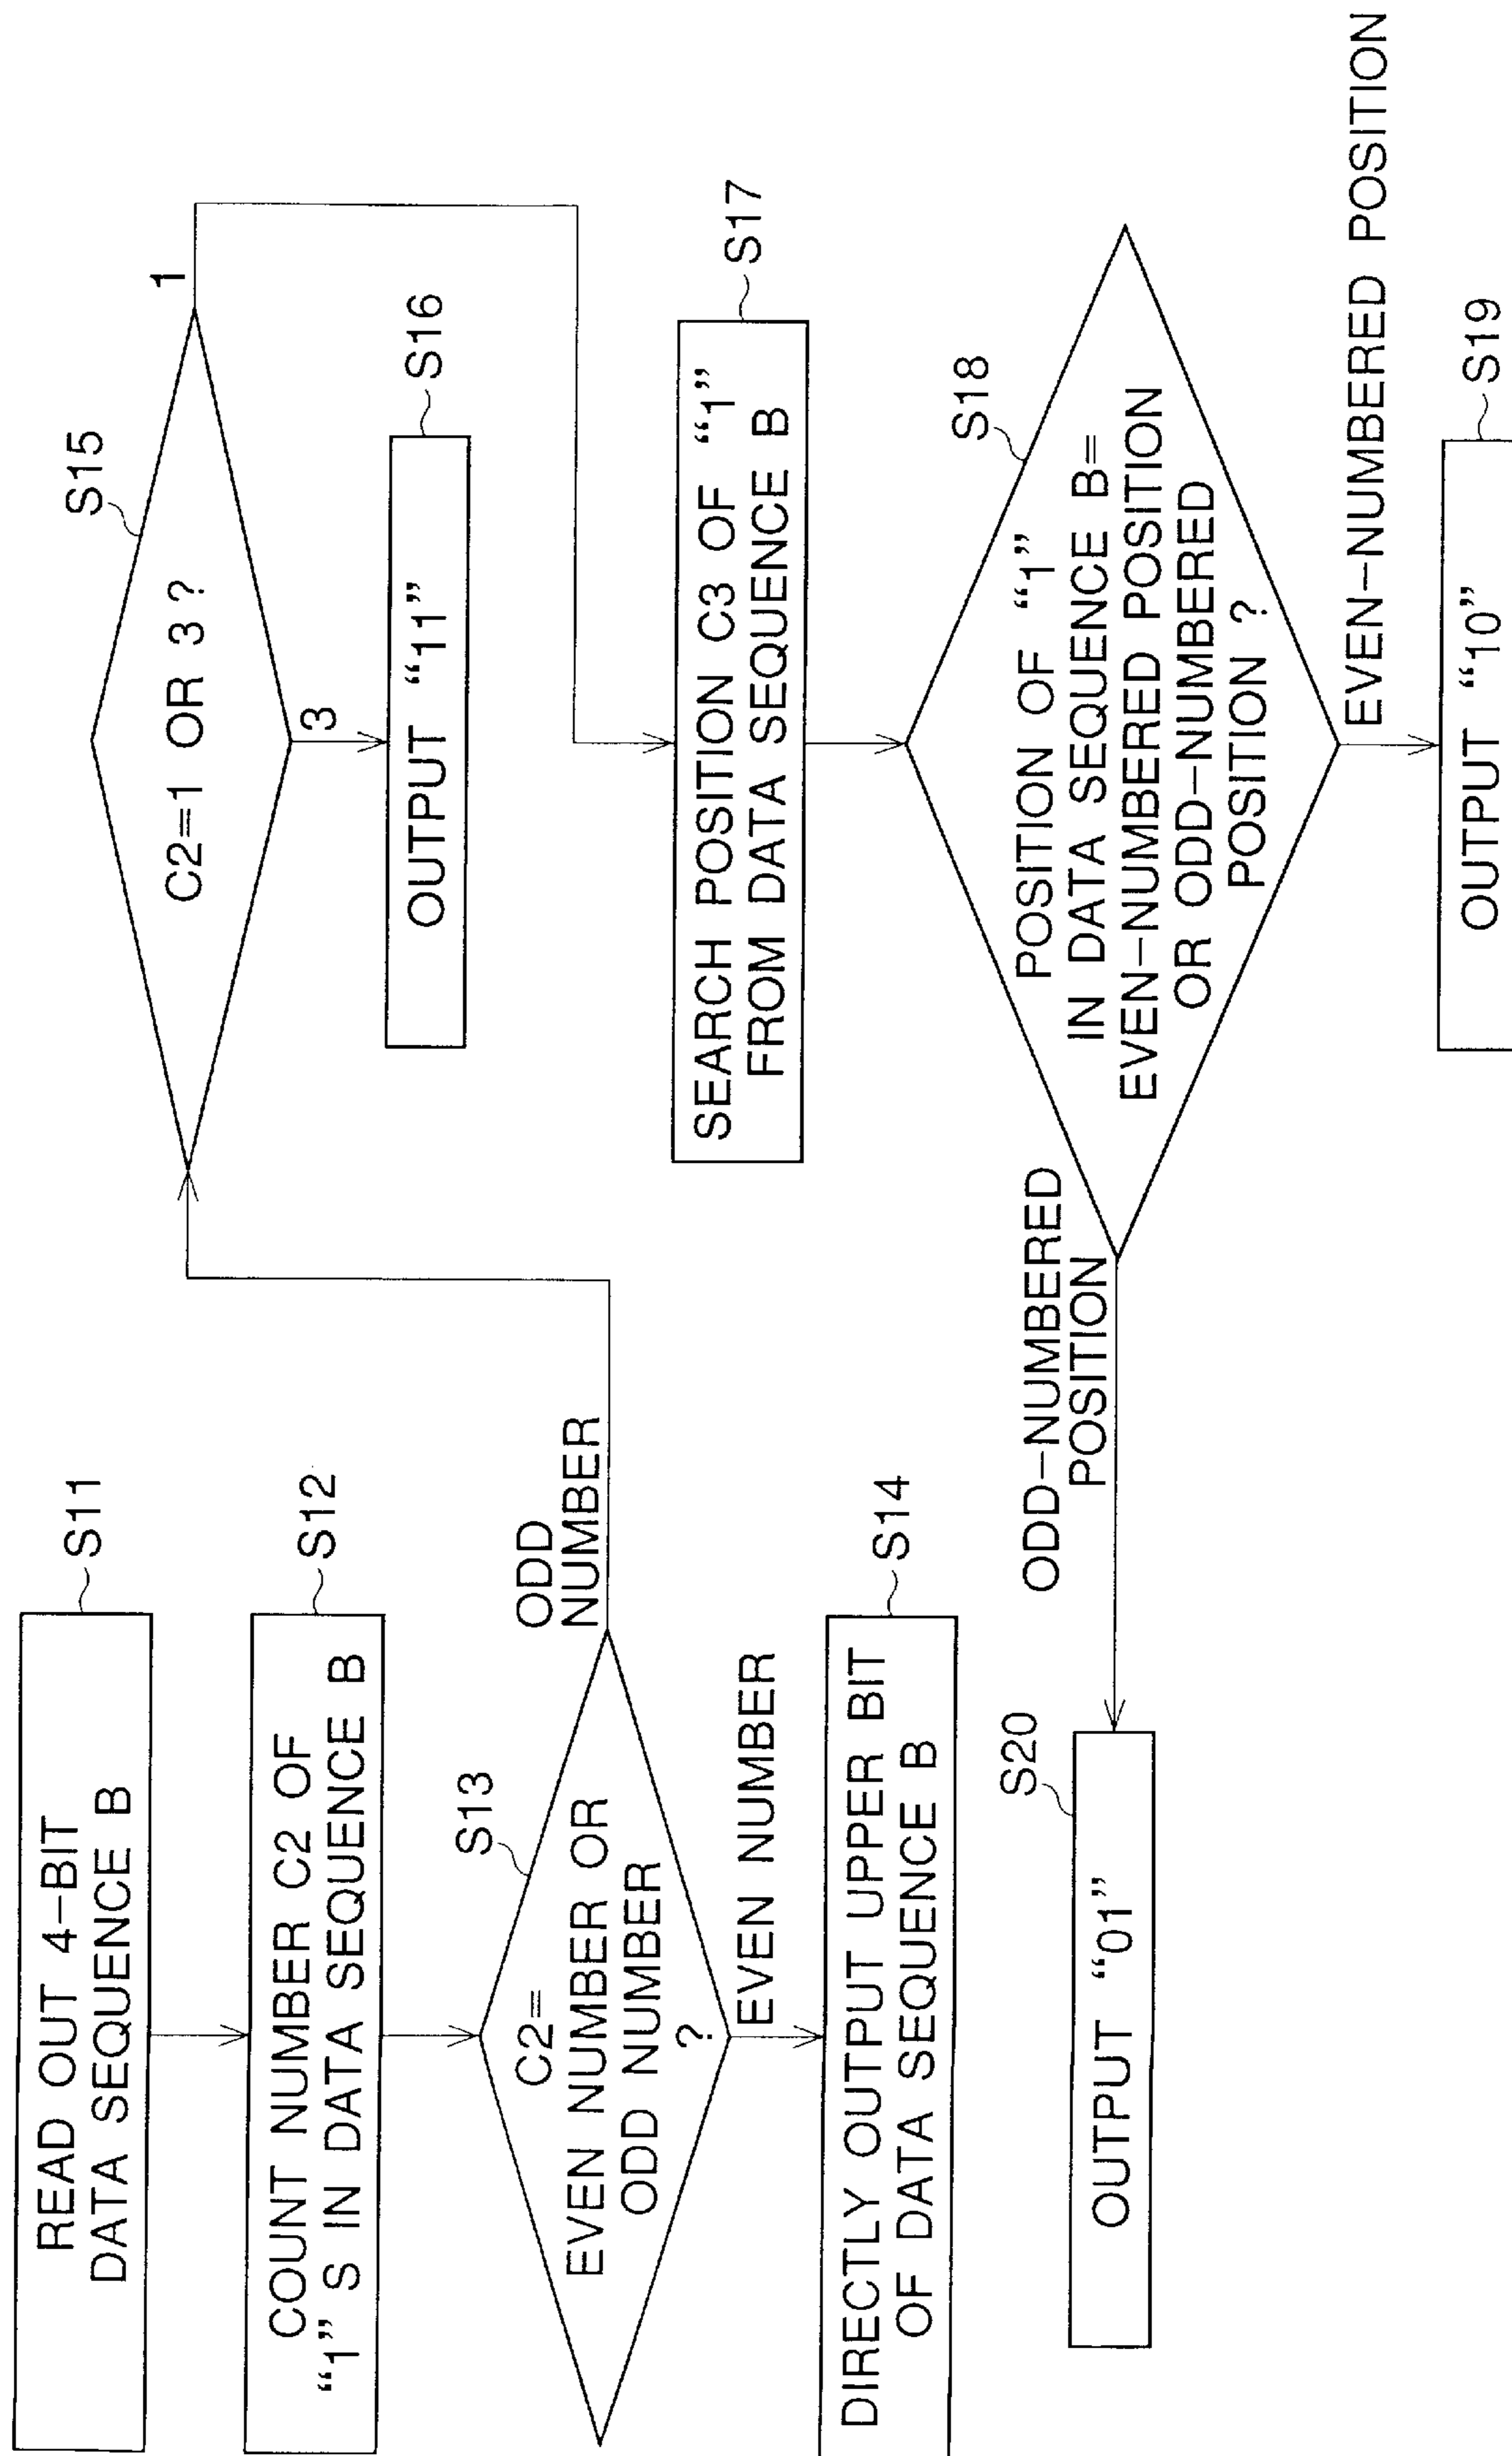 READ OUT 4-BIT
DATA SEQUENCE B
S11
COUNT NUMBER C2 OF
“1” S IN DATA SEQUENCE B
S12
C2=
EVEN NUMBER OR
ODD NUMBER
?
S13
ODD
NUMBER
EVEN NUMBER
DIRECTLY OUTPUT UPPER BIT
OF DATA SEQUENCE B
S14
C2=1 OR 3 ?
S15
1
3
OUTPUT “11”
S16
SEARCH POSITION C3 OF “1”
FROM DATA SEQUENCE B
S17
POSITION OF “1”
IN DATA SEQUENCE B=
EVEN-NUMBERED POSITION
OR ODD-NUMBERED
POSITION ?
S18
EVEN-NUMBERED POSITION
OUTPUT “10”
S19
ODD-NUMBERED
POSITION
OUTPUT “01”
S20